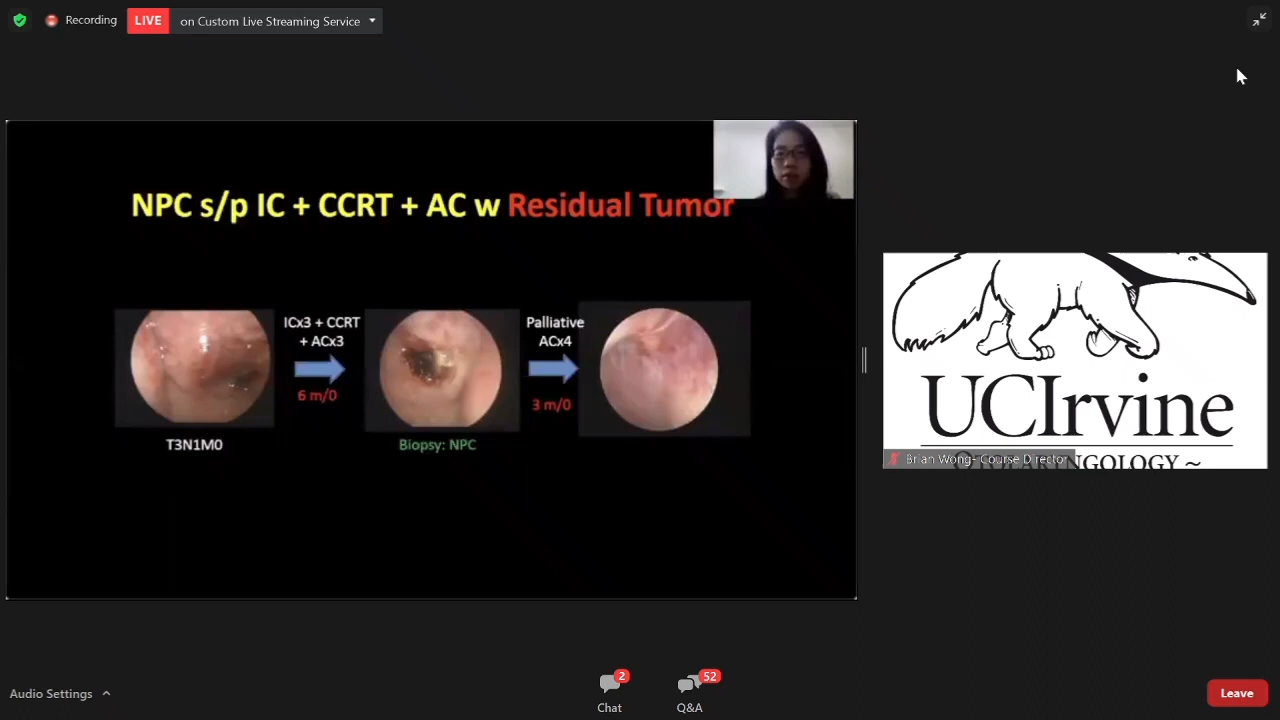 Recording
LIVE
on Custom Live Streaming Service
NPC s/p IC + CCRT + AC w Residual Tumor
ICx3 + CCRT
+ ACx3
6 m/0
T3N1M0
Biopsy: NPC
Palliative
ACx4
3 m/0
UCIrvine
Brian Wong- Course Director
Audio Settings
2
Chat
52
Q&A
Leave